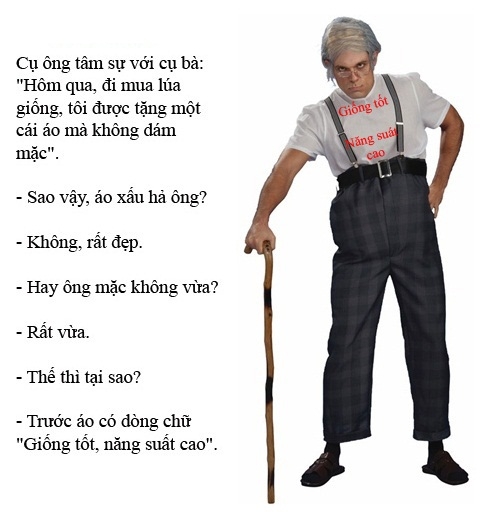 Cụ ông tâm sự với cụ bà:
"Hôm qua, đi mua lúa
giống, tôi được tặng một
cái áo mà không dám
mặc".
- Sao vậy, áo xấu hả ông?
- Không, rất đẹp.
- Hay ông mặc không vừa?
- Rất vừa.
- Thế thì tại sao?
- Trước áo có dòng chữ
"Giống tốt, năng suất cao".
Giống tốt
Năng suất
cao